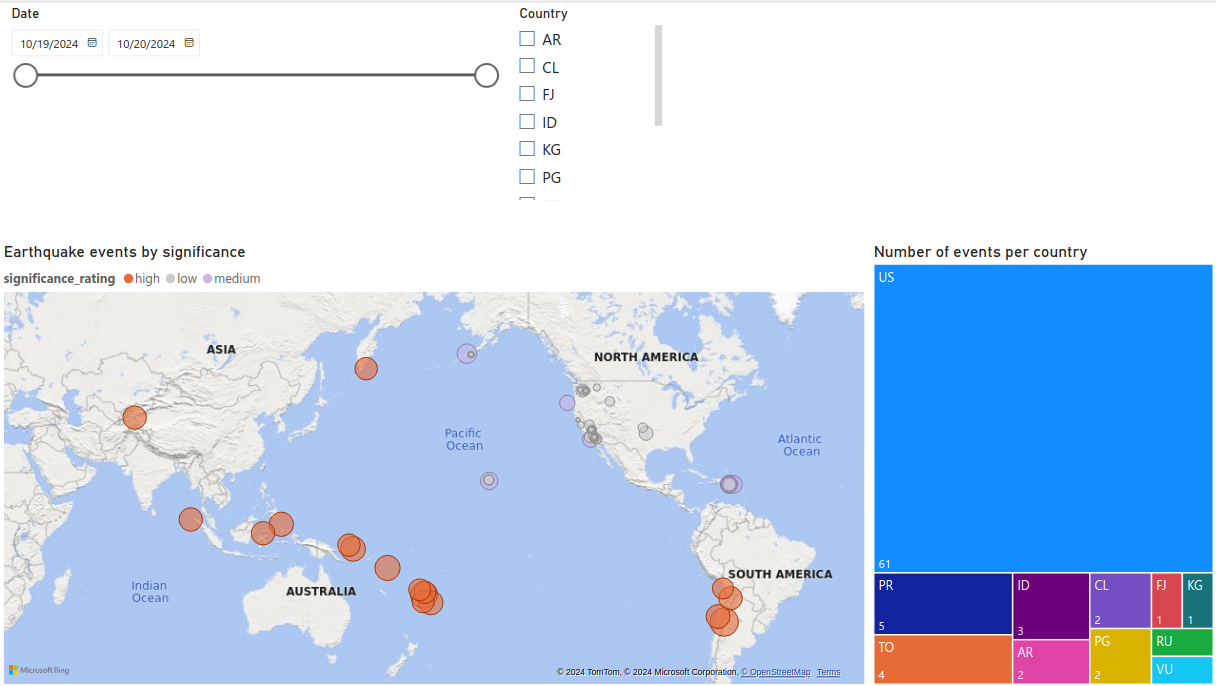 Date
10/19/2024
10/20/2024
Country
AR
CL
FJ
ID
KG
PG
Earthquake events by significance
significance_rating high low medium
ASIA
NORTH AMERICA
Pacific
Ocean
Atlantic
Ocean
Indian
Ocean
AUSTRALIA
SOUTH AMERICA
Microsoft Bing
© 2024 TomTom, © 2024 Microsoft Corporation, © OpenStreetMap Terms
Number of events per country
US
61
PR
5
TO
4
ID
3
AR
2
CL
2
PG
2
FJ
1
KG
1
RU
VU